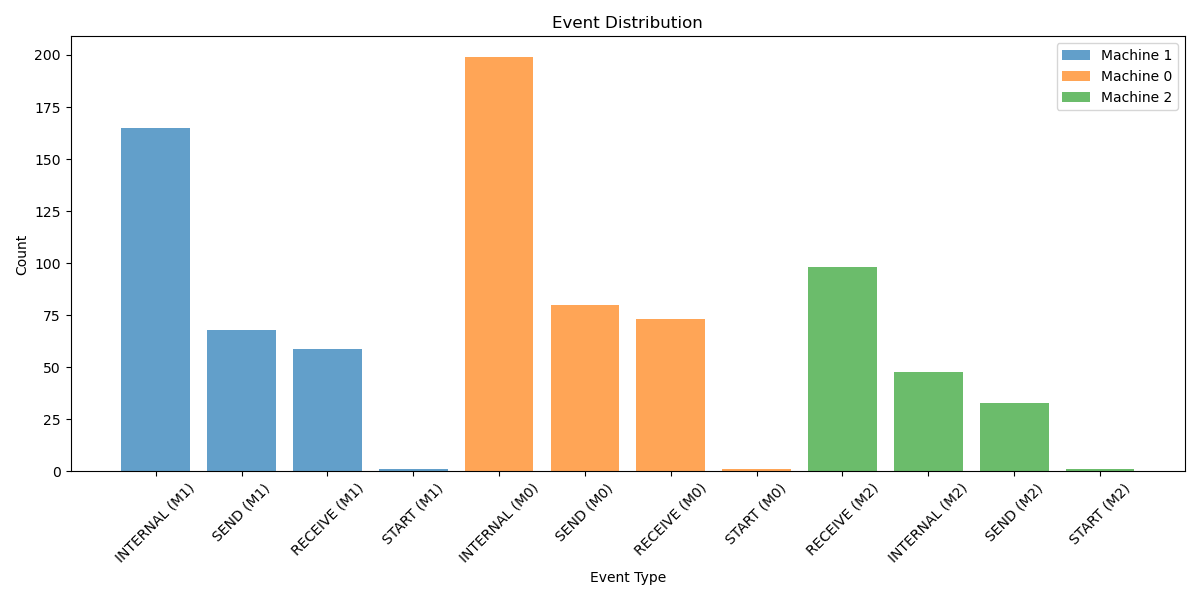 Event Distribution
Machine 1
Machine 0
Machine 2
200
175
150
125
100
75
50
25
0
Count
INTERNAL (M1)
SEND (M1)
RECEIVE (M1)
START (M1)
INTERNAL (M0)
SEND (M0)
RECEIVE (M0)
START (M0)
RECEIVE (M2)
INTERNAL (M2)
SEND (M2)
START (M2)
Event Type